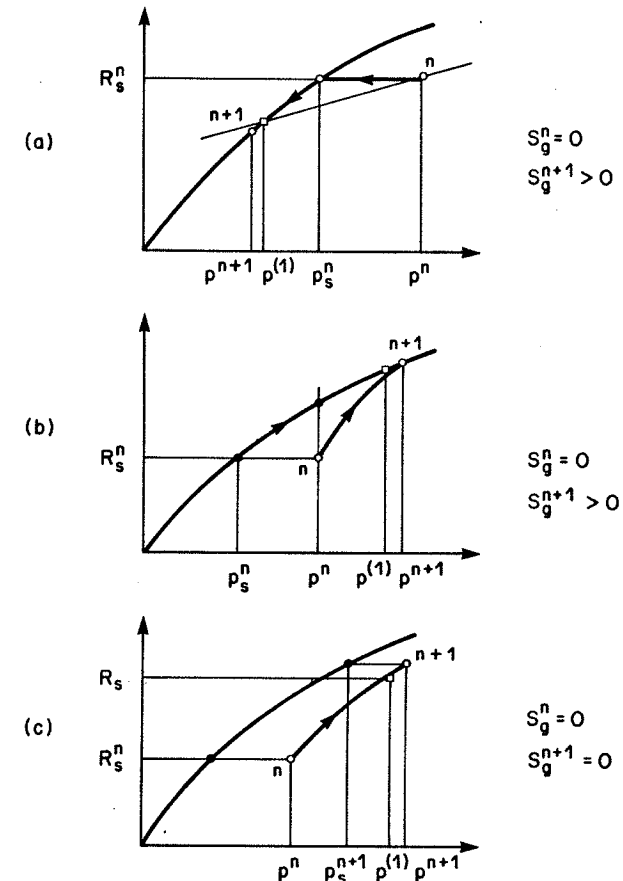 (a)
R_s^n
n
n+1
S_g^n = 0
S_g^{n+1} > 0
p^{n+1} p^{(1)} p_s^n p^n
(b)
n+1
R_s^n
n
S_g^n = 0
S_g^{n+1} > 0
p_s^n p^n p^{(1)} p^{n+1}
(c)
n+1
R_s
R_s^n
n
S_g^n = 0
S_g^{n+1} = 0
p^n p_s^{n+1} p^{(1)} p^{n+1}